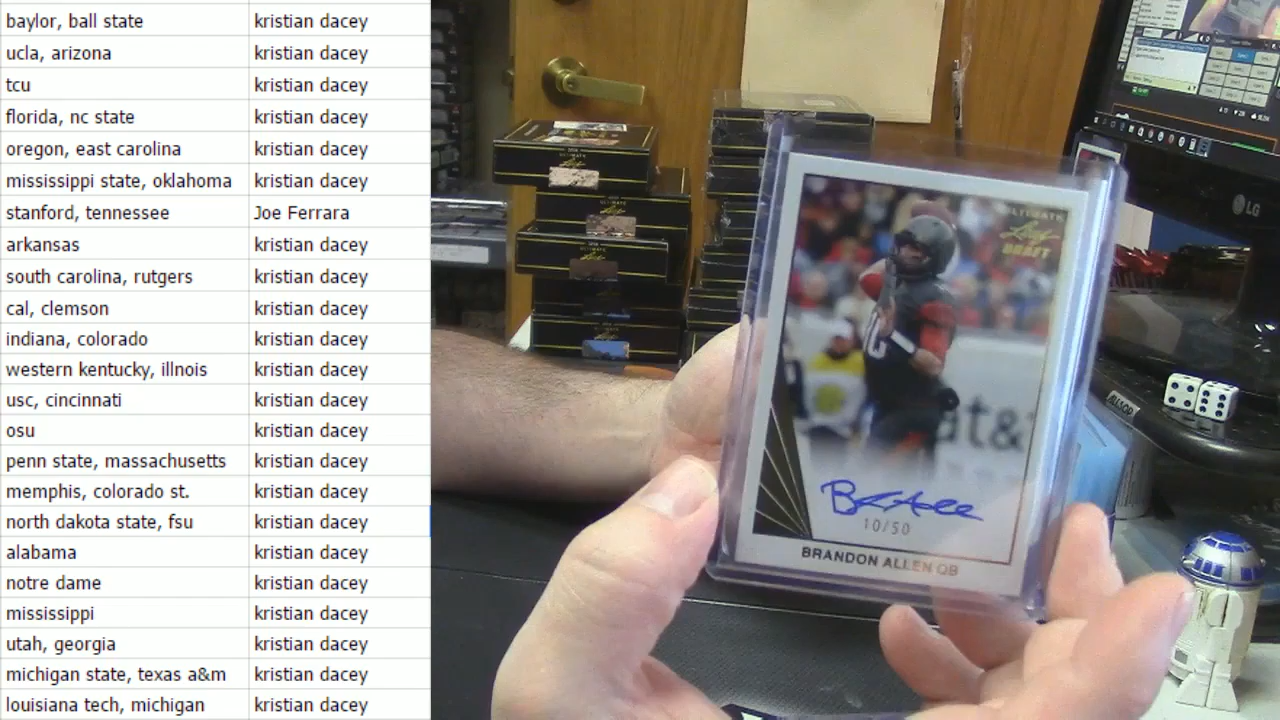 baylor, ball state kristian dacey
ucla, arizona kristian dacey
tcu kristian dacey
florida, nc state kristian dacey
oregon, east carolina kristian dacey
mississippi state, oklahoma kristian dacey
stanford, tennessee Joe Ferrara
arkansas kristian dacey
south carolina, rutgers kristian dacey
cal, clemson kristian dacey
indiana, colorado kristian dacey
western kentucky, illnois kristian dacey
usc, cincinnati kristian dacey
osu kristian dacey
penn state, massachusetts kristian dacey
memphis, colorado st. kristian dacey
north dakota state, fsu kristian dacey
alabama kristian dacey
notre dame kristian dacey
mississippi kristian dacey
utah, georgia kristian dacey
michigan state, texas a&m kristian dacey
louisiana tech, michigan kristian dacey
LG
ULTIMATE
Leaf
DRAFT
at&t
ALLSOP
10/50
BRANDON ALLEN QB